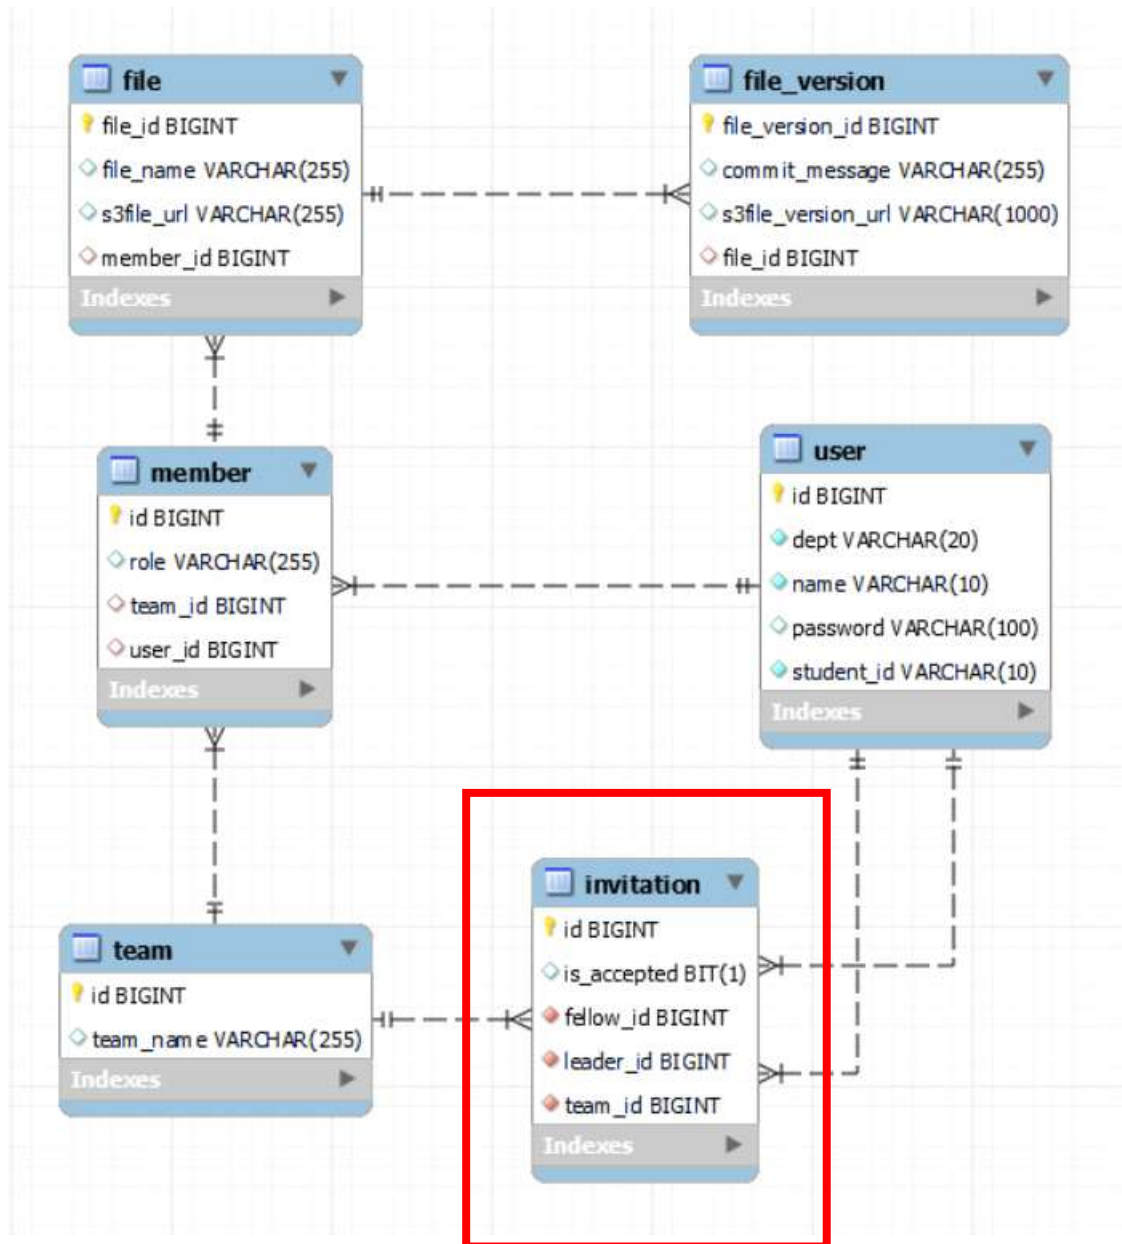 file
file_id BIGINT
file_name VARCHAR(255)
s3file_url VARCHAR(255)
member_id BIGINT
Indexes
file_version
file_version_id BIGINT
commit_message VARCHAR(255)
s3file_version_url VARCHAR(1000)
file_id BIGINT
Indexes
member
id BIGINT
role VARCHAR(255)
team_id BIGINT
user_id BIGINT
Indexes
user
id BIGINT
dept VARCHAR(20)
name VARCHAR(10)
password VARCHAR(100)
student_id VARCHAR(10)
Indexes
team
id BIGINT
team_name VARCHAR(255)
Indexes
invitation
id BIGINT
is_accepted BIT(1)
fellow_id BIGINT
leader_id BIGINT
team_id BIGINT
Indexes